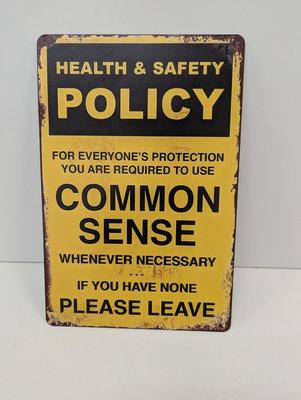 HEALTH & SAFETY
POLICY
FOR EVERYONE'S PROTECTION
YOU ARE REQUIRED TO USE
COMMON
SENSE
WHENEVER NECESSARY
...
IF YOU HAVE NONE
PLEASE LEAVE